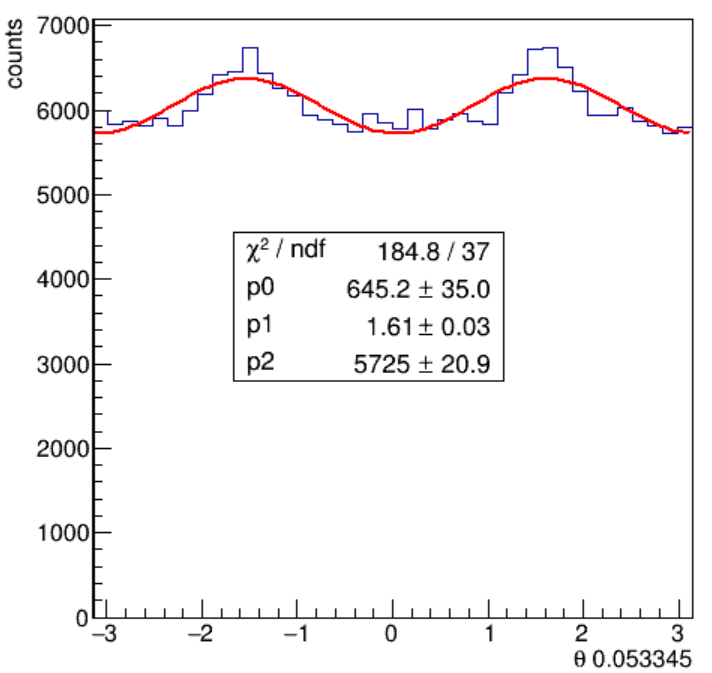 counts
7000
6000
5000
4000
3000
2000
1000
0
χ² / ndf 184.8 / 37
p0 645.2 ± 35.0
p1 1.61 ± 0.03
p2 5725 ± 20.9
−3 −2 −1 0 1 2 3
θ 0.053345